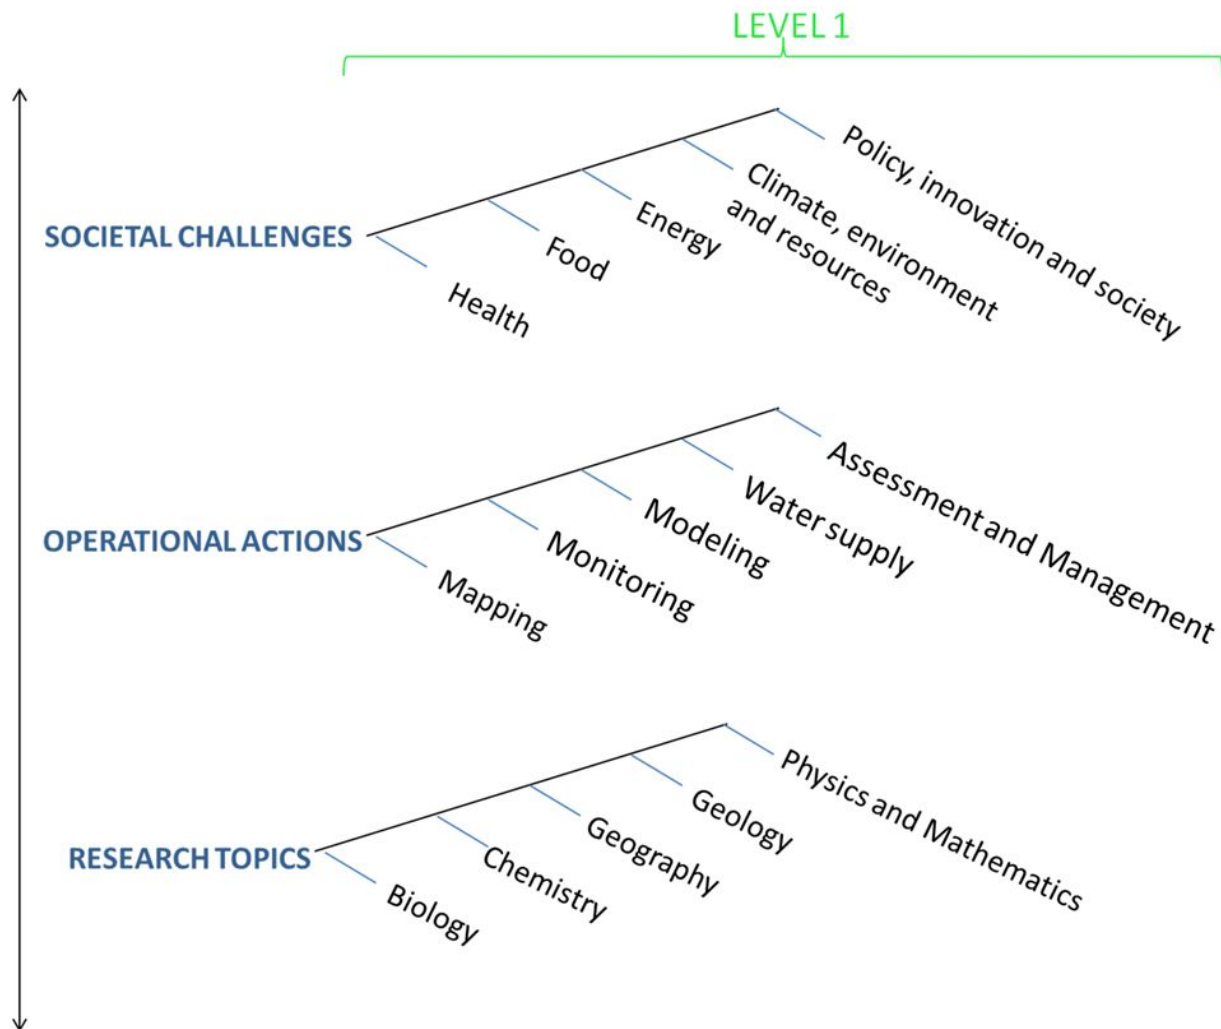 LEVEL 1
SOCIETAL CHALLENGES
Health
Food
Energy
Climate, environment
and resources
Policy, innovation and society
OPERATIONAL ACTIONS
Mapping
Monitoring
Modeling
Water supply
Assessment and Management
RESEARCH TOPICS
Biology
Chemistry
Geography
Geology
Physics and Mathematics